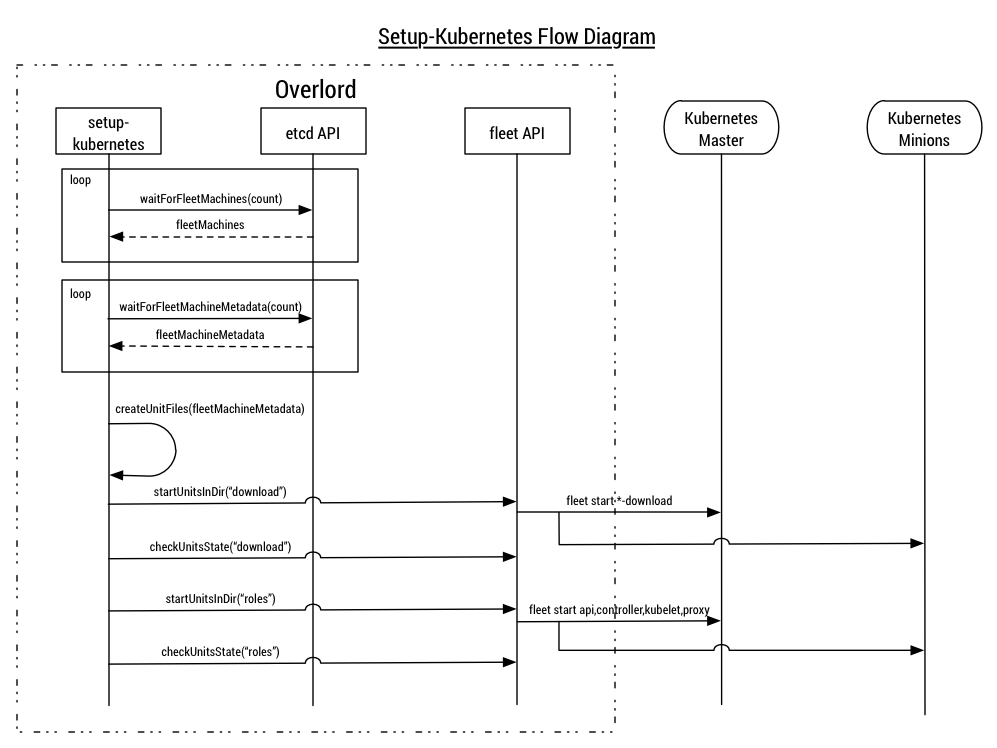 Setup-Kubernetes Flow Diagram
Overlord
setup-
kubernetes
etcd API
fleet API
Kubernetes
Master
Kubernetes
Minions
loop
waitForFleetMachines(count)
fleetMachines
loop
waitForFleetMachineMetadata(count)
fleetMachineMetadata
createUnitFiles(fleetMachineMetadata)
startUnitsInDir(“download”)
fleet start *-download
checkUnitsState(“download”)
startUnitsInDir(“roles”)
fleet start api,controller,kubelet,proxy
checkUnitsState(“roles”)